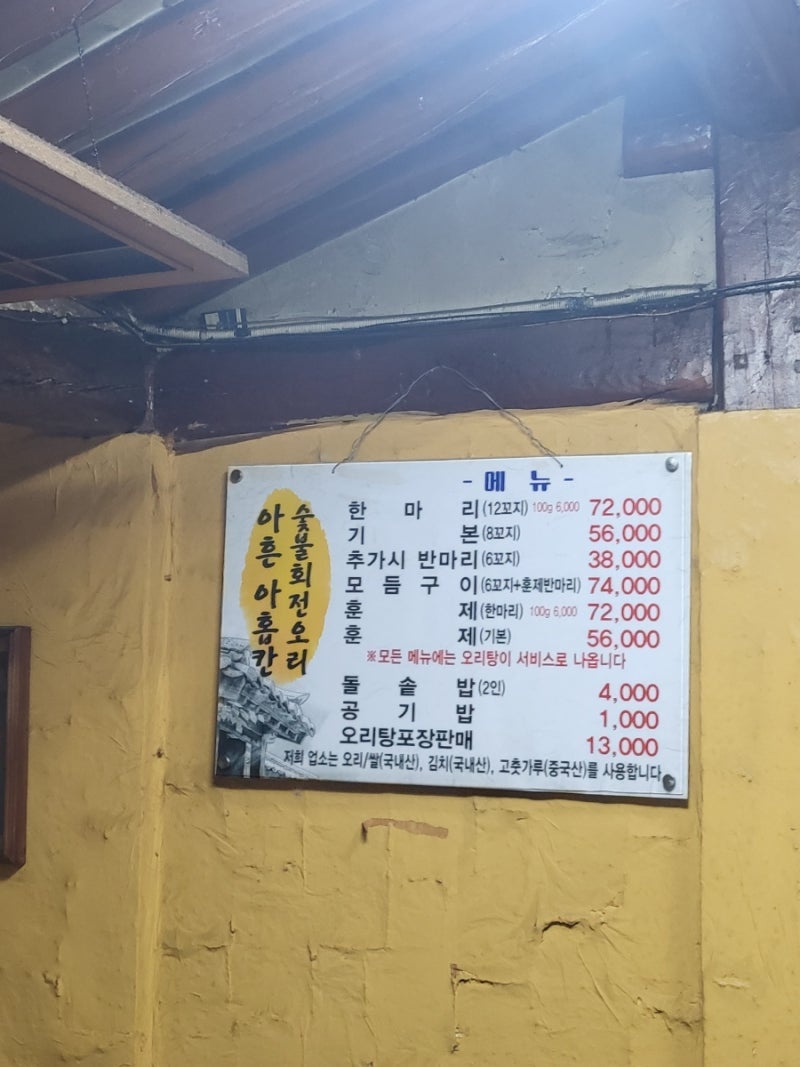 숯불회전오리
아흔아홉칸
- 메 뉴 -
한 마 리 (12꼬지) 100g 6,000 72,000
기 본 (8꼬지) 56,000
추가시 반마리 (6꼬지) 38,000
모 듬 구 이 (6꼬지+훈제반마리) 74,000
훈 제 (한마리) 100g 6,000 72,000
훈 제 (기본) 56,000
※모든 메뉴에는 오리탕이 서비스로 나옵니다
돌 솥 밥 (2인) 4,000
공 기 밥 1,000
오리탕포장판매 13,000
저희 업소는 오리/쌀(국내산), 김치(국내산), 고춧가루(중국산)를 사용합니다